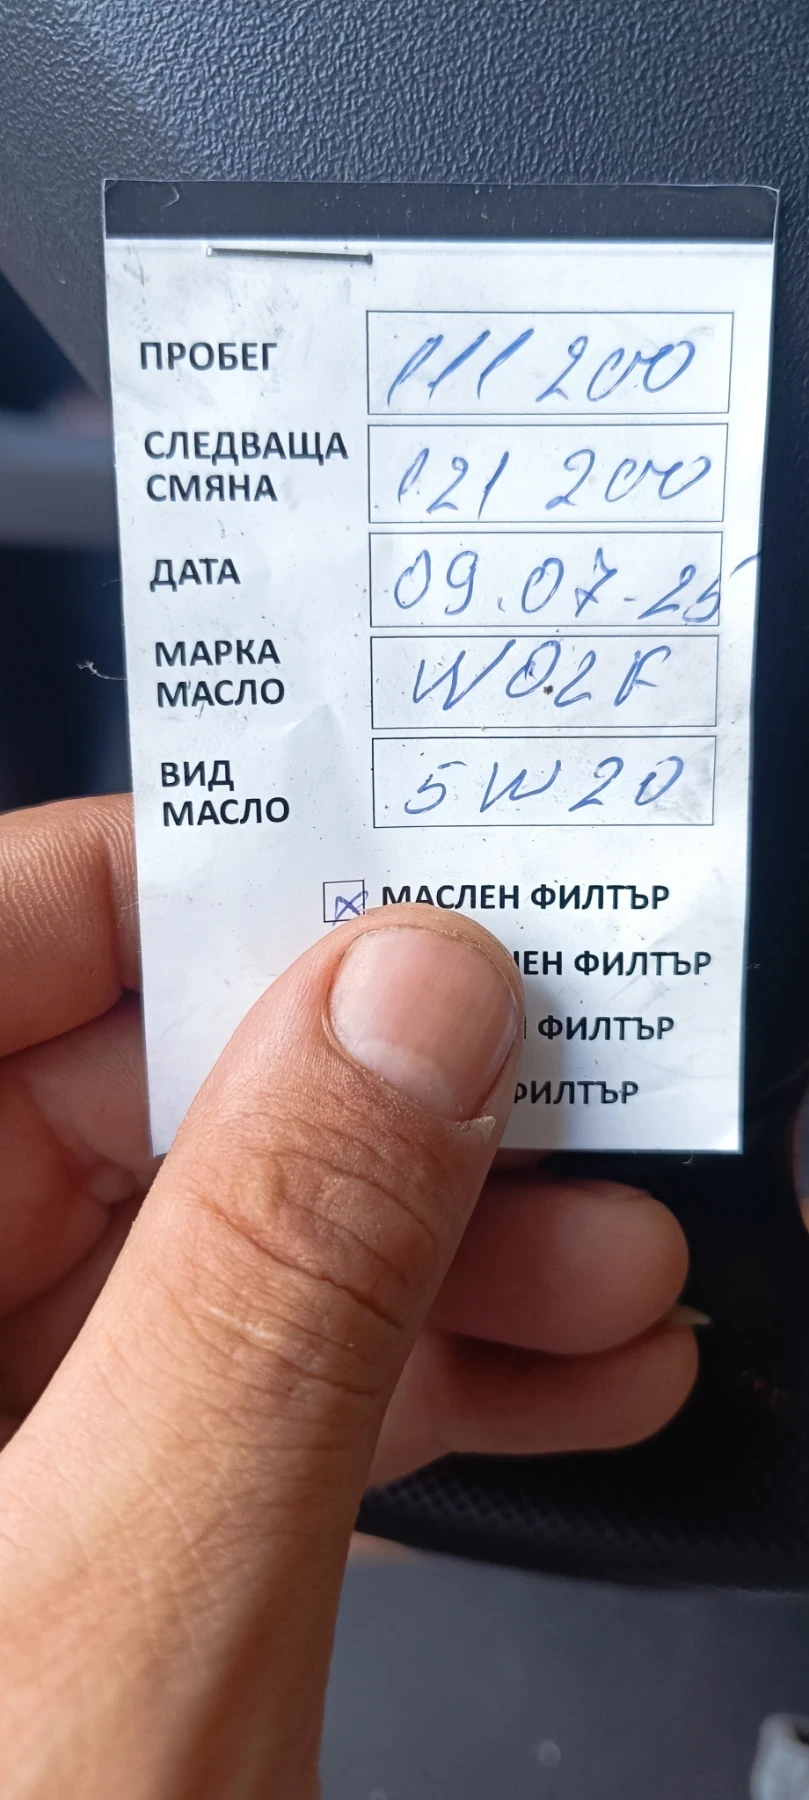 ПРОБЕГ 111 200
СЛЕДВАЩА СМЯНА 121 200
ДАТА 09.07.25
МАРКА МАСЛО WOLF
ВИД МАСЛО 5W20
МАСЛЕН ФИЛТЪР
ФИЛТЪР
ФИЛТЪР
ФИЛТЪР